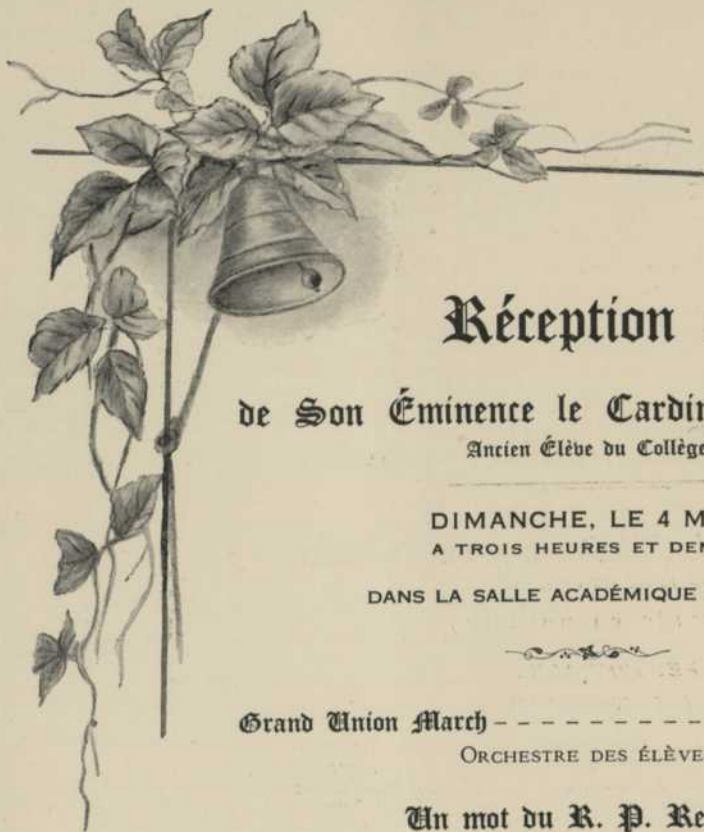 Réception
de Son Éminence le Cardin
Ancien Élève du Collège
DIMANCHE, LE 4 M
A TROIS HEURES ET DEM
DANS LA SALLE ACADÉMIQUE
Grand Union March - - - - - - - - - - - -
ORCHESTRE DES ÉLÈVE
Un mot du R. P. Re